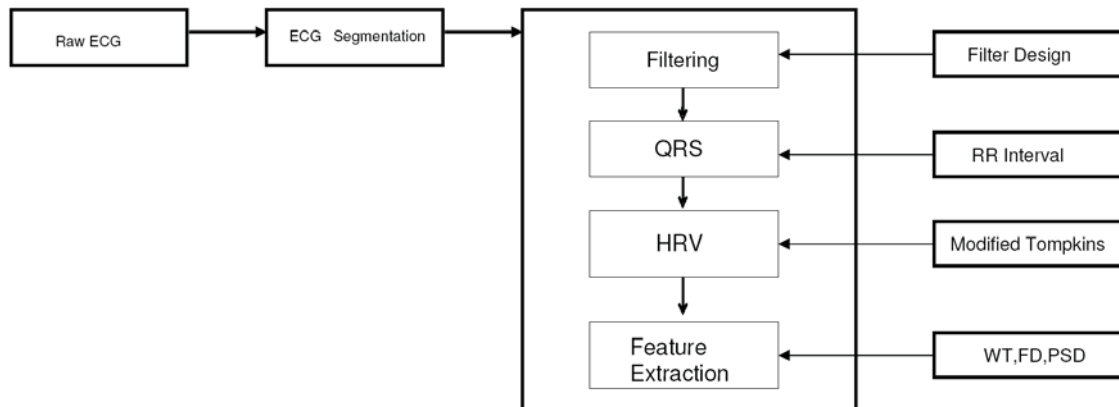 Raw ECG
ECG Segmentation
Filtering
Filter Design
QRS
RR Interval
HRV
Modified Tompkins
Feature
Extraction
WT,FD,PSD